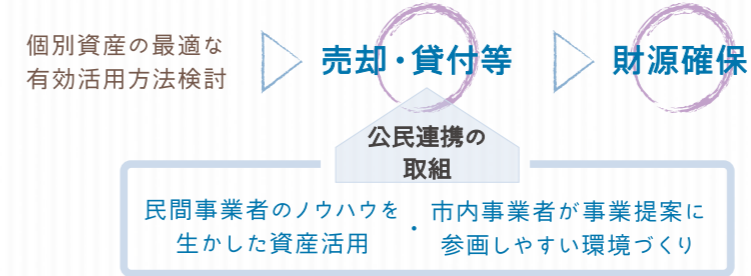 個別資産の最適な
有効活用方法検討
売却・貸付等
財源確保
公民連携の
取組
民間事業者のノウハウを
生かした資産活用
・
市内事業者が事業提案に
参画しやすい環境づくり